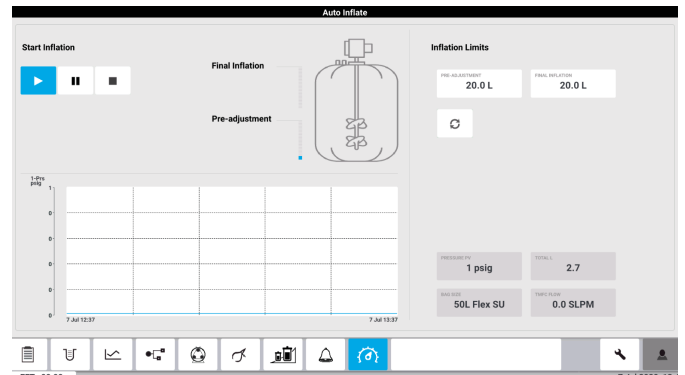 Auto Inflate
Start Inflation
Final Inflation
Pre-adjustment
Inflation Limits
PRE-ADJUSTMENT
20.0 L
FINAL INFLATION
20.0 L
1-Prs
psig
1
0
0
0
0
0
7 Jul 12:37
7 Jul 13:37
PRESSURE PV
1 psig
TOTAL L
2.7
BAG SIZE
50L Flex SU
0.0 SLPM